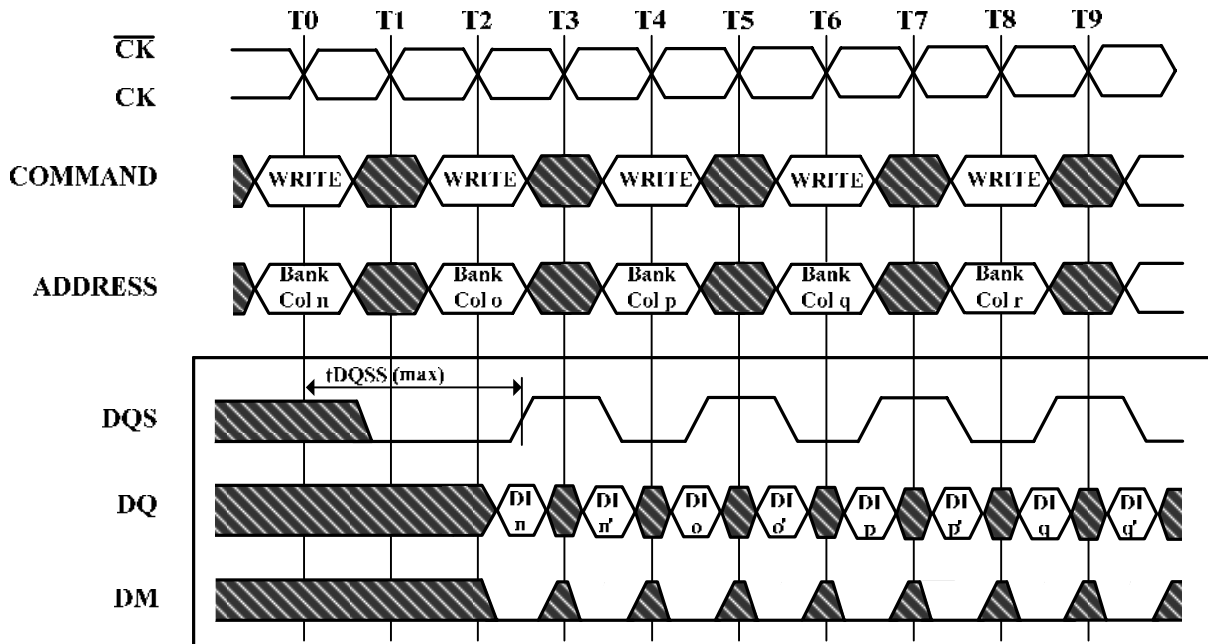 T0 T1 T2 T3 T4 T5 T6 T7 T8 T9
CK
CK
COMMAND WRITE WRITE WRITE WRITE WRITE
ADDRESS Bank Col n Bank Col o Bank Col p Bank Col q Bank Col r
tDQSS (max)
DQS
DQ DI n DI n' DI o DI o' DI p DI p' DI q DI q'
DM